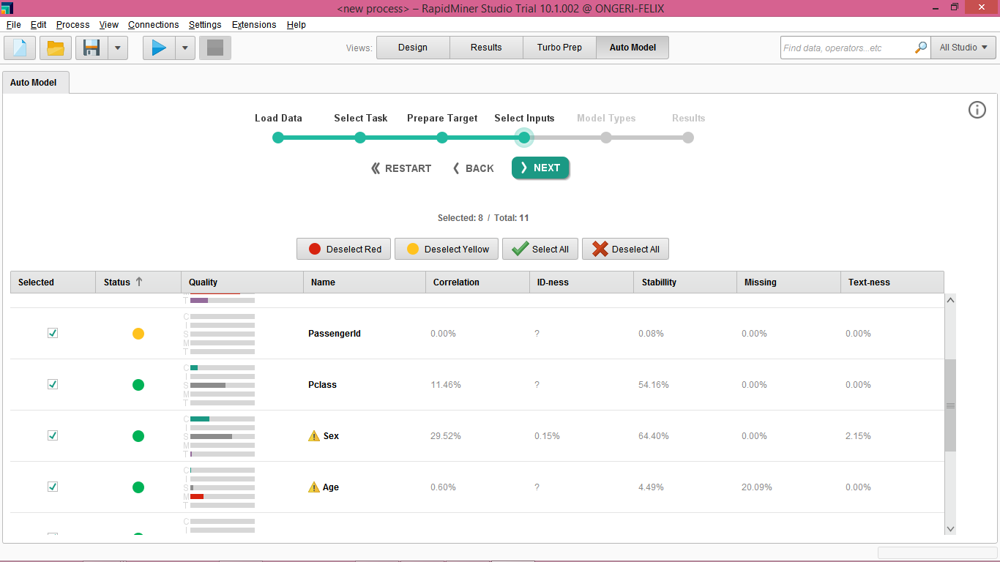 <new process> – RapidMiner Studio Trial 10.1.002 @ ONGERI-FELIX
File Edit Process View Connections Settings Extensions Help
Views: Design Results Turbo Prep Auto Model Find data, operators...etc All Studio
Auto Model
Load Data Select Task Prepare Target Select Inputs Model Types Results
RESTART BACK NEXT
Selected: 8 / Total: 11
Deselect Red Deselect Yellow Select All Deselect All
Selected Status Quality Name Correlation ID-ness Stabillity Missing Text-ness
T
C
I
S PassengerId 0.00% ? 0.08% 0.00% 0.00%
M
T
C
I
S Pclass 11.46% ? 54.16% 0.00% 0.00%
M
T
C
I
S Sex 29.52% 0.15% 64.40% 0.00% 2.15%
M
T
C
I
S Age 0.60% ? 4.49% 20.09% 0.00%
M
T
C
I